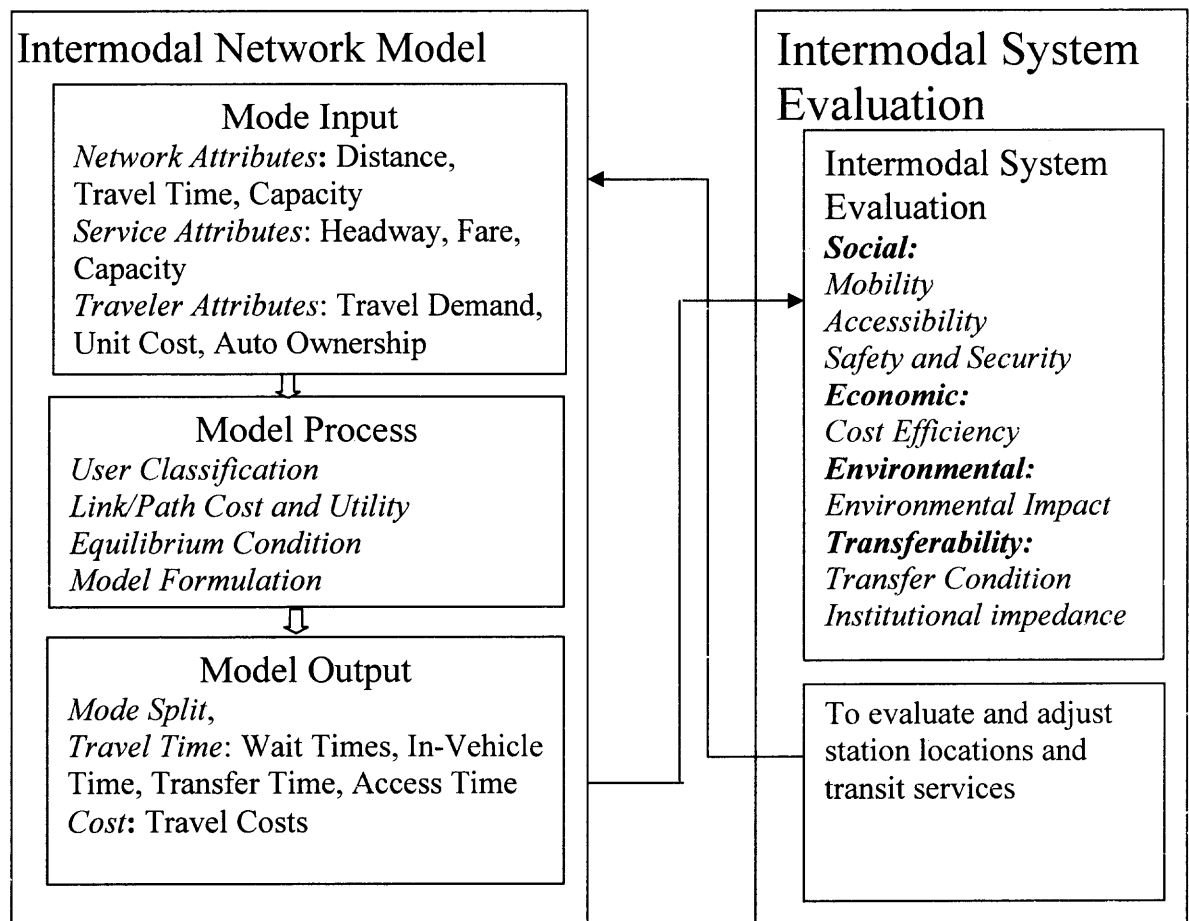 Intermodal Network Model
Mode Input
Network Attributes: Distance,
Travel Time, Capacity
Service Attributes: Headway, Fare,
Capacity
Traveler Attributes: Travel Demand,
Unit Cost, Auto Ownership
Model Process
User Classification
Link/Path Cost and Utility
Equilibrium Condition
Model Formulation
Model Output
Mode Split,
Travel Time: Wait Times, In-Vehicle
Time, Transfer Time, Access Time
Cost: Travel Costs
Intermodal System
Evaluation
Intermodal System
Evaluation
Social:
Mobility
Accessibility
Safety and Security
Economic:
Cost Efficiency
Environmental:
Environmental Impact
Transferability:
Transfer Condition
Institutional impedance
To evaluate and adjust
station locations and
transit services